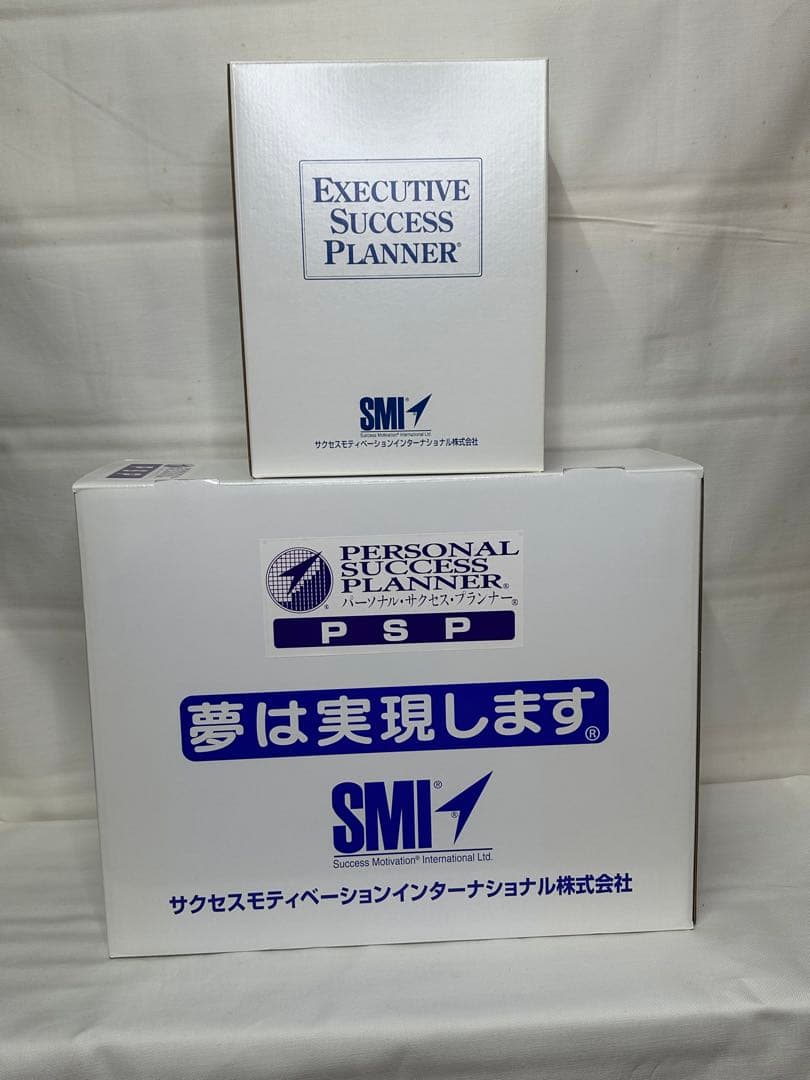 EXECUTIVE
SUCCESS
PLANNER®
SMI®
Success Motivation® International Ltd.
サクセスモティベーションインターナショナル株式会社
PERSONAL
SUCCESS
PLANNER®
パーソナル・サクセス・プランナー®
®
PSP
夢は実現します®
SMI®
®
Success Motivation® International Ltd.
サクセスモティベーションインターナショナル株式会社